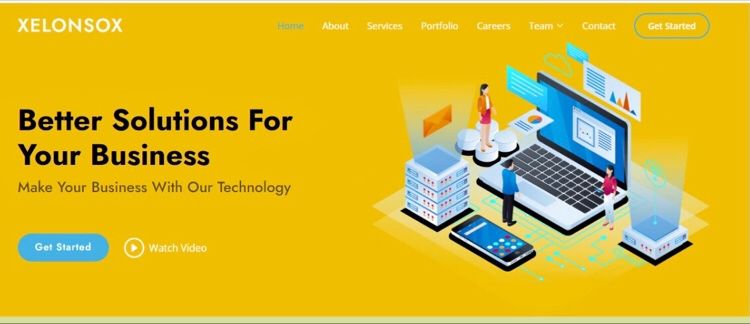 XELONSOX
Home About Services Portfolio Careers Team Contact Get Started
Better Solutions For
Your Business
Make Your Business With Our Technology
Get Started Watch Video